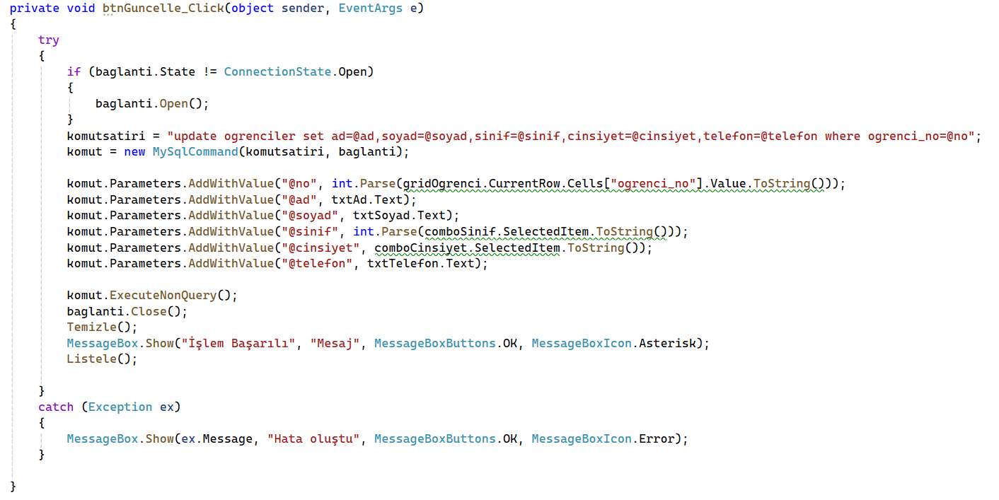 private void btnGuncelle_Click(object sender, EventArgs e)
{
    try
    {
        if (baglanti.State != ConnectionState.Open)
        {
            baglanti.Open();
        }
        komutsatiri = "update ogrenciler set ad=@ad,soyad=@soyad,sinif=@sinif,cinsiyet=@cinsiyet,telefon=@telefon where ogrenci_no=@no";
        komut = new MySqlCommand(komutsatiri, baglanti);

        komut.Parameters.AddWithValue("@no", int.Parse(gridOgrenci.CurrentRow.Cells["ogrenci_no"].Value.ToString()));
        komut.Parameters.AddWithValue("@ad", txtAd.Text);
        komut.Parameters.AddWithValue("@soyad", txtSoyad.Text);
        komut.Parameters.AddWithValue("@sinif", int.Parse(comboSinif.SelectedItem.ToString()));
        komut.Parameters.AddWithValue("@cinsiyet", comboCinsiyet.SelectedItem.ToString());
        komut.Parameters.AddWithValue("@telefon", txtTelefon.Text);

        komut.ExecuteNonQuery();
        baglanti.Close();
        Temizle();
        MessageBox.Show("İşlem Başarılı", "Mesaj", MessageBoxButtons.OK, MessageBoxIcon.Asterisk);
        Listele();

    }
    catch (Exception ex)
    {
        MessageBox.Show(ex.Message, "Hata oluştu", MessageBoxButtons.OK, MessageBoxIcon.Error);
    }

}